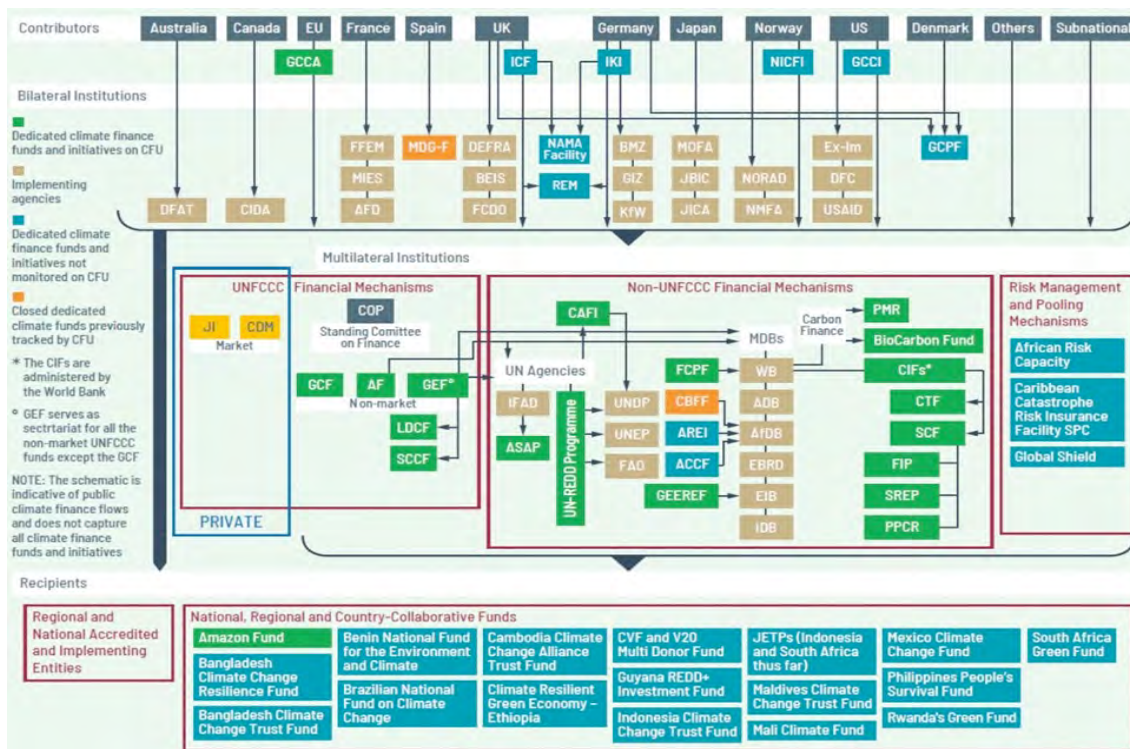 Contributors
Australia
Canada
EU
France
Spain
UK
Germany
Japan
Norway
US
Denmark
Others
Subnational
GCCA
ICF
IKI
NICFI
GCCI
Bilateral Institutions
Dedicated climate finance
funds and initiatives on CFU
Implementing
agencies
Dedicated climate
finance funds and
initiatives not
monitored on CFU
Closed dedicated
climate funds previously
tracked by CFU
* The CIFs are
administered by
the World Bank
° GEF serves as
sectrtariat for all the
non-market UNFCCC
funds except the GCF
NOTE: The schematic is
indicative of public
climate finance flows
and does not capture
all climate finance
funds and initiatives
DFAT
CIDA
FFEM
MIES
AFD
MDG-F
DEFRA
BEIS
FCDO
NAMA
Facility
REM
BMZ
GIZ
KfW
MOFA
JBIC
JICA
NORAD
NMFA
Ex-Im
DFC
USAID
GCPF
Multilateral Institutions
UNFCCC Financial Mechanisms
JI
CDM
Market
PRIVATE
COP
Standing Comittee
on Finance
GCF
AF
GEF°
Non-market
LDCF
SCCF
Non-UNFCCC Financial Mechanisms
CAFI
UN Agencies
IFAD
ASAP
UN-REDD Programme
UNDP
UNEP
FAO
FCPF
CBFF
AREI
ACCF
GEEREF
MDBs
WB
ADB
AfDB
EBRD
EIB
IDB
Carbon
Finance
PMR
BioCarbon Fund
CIFs*
CTF
SCF
FIP
SREP
PPCR
Risk Management
and Pooling
Mechanisms
African Risk
Capacity
Caribbean
Catastrophe
Risk Insurance
Facility SPC
Global Shield
Recipients
Regional and
National Accredited
and Implementing
Entities
National, Regional and Country-Collaborative Funds
Amazon Fund
Bangladesh
Climate Change
Resilience Fund
Bangladesh Climate
Change Trust Fund
Benin National Fund
for the Environment
and Climate
Brazilian National
Fund on Climate
Change
Cambodia Climate
Change Alliance
Trust Fund
Climate Resilient
Green Economy –
Ethiopia
CVF and V20
Multi Donor Fund
Guyana REDD+
Investment Fund
Indonesia Climate
Change Trust Fund
JETPs (Indonesia
and South Africa
thus far)
Maldives Climate
Change Trust Fund
Mali Climate Fund
Mexico Climate
Change Fund
Philippines People's
Survival Fund
Rwanda's Green Fund
South Africa
Green Fund